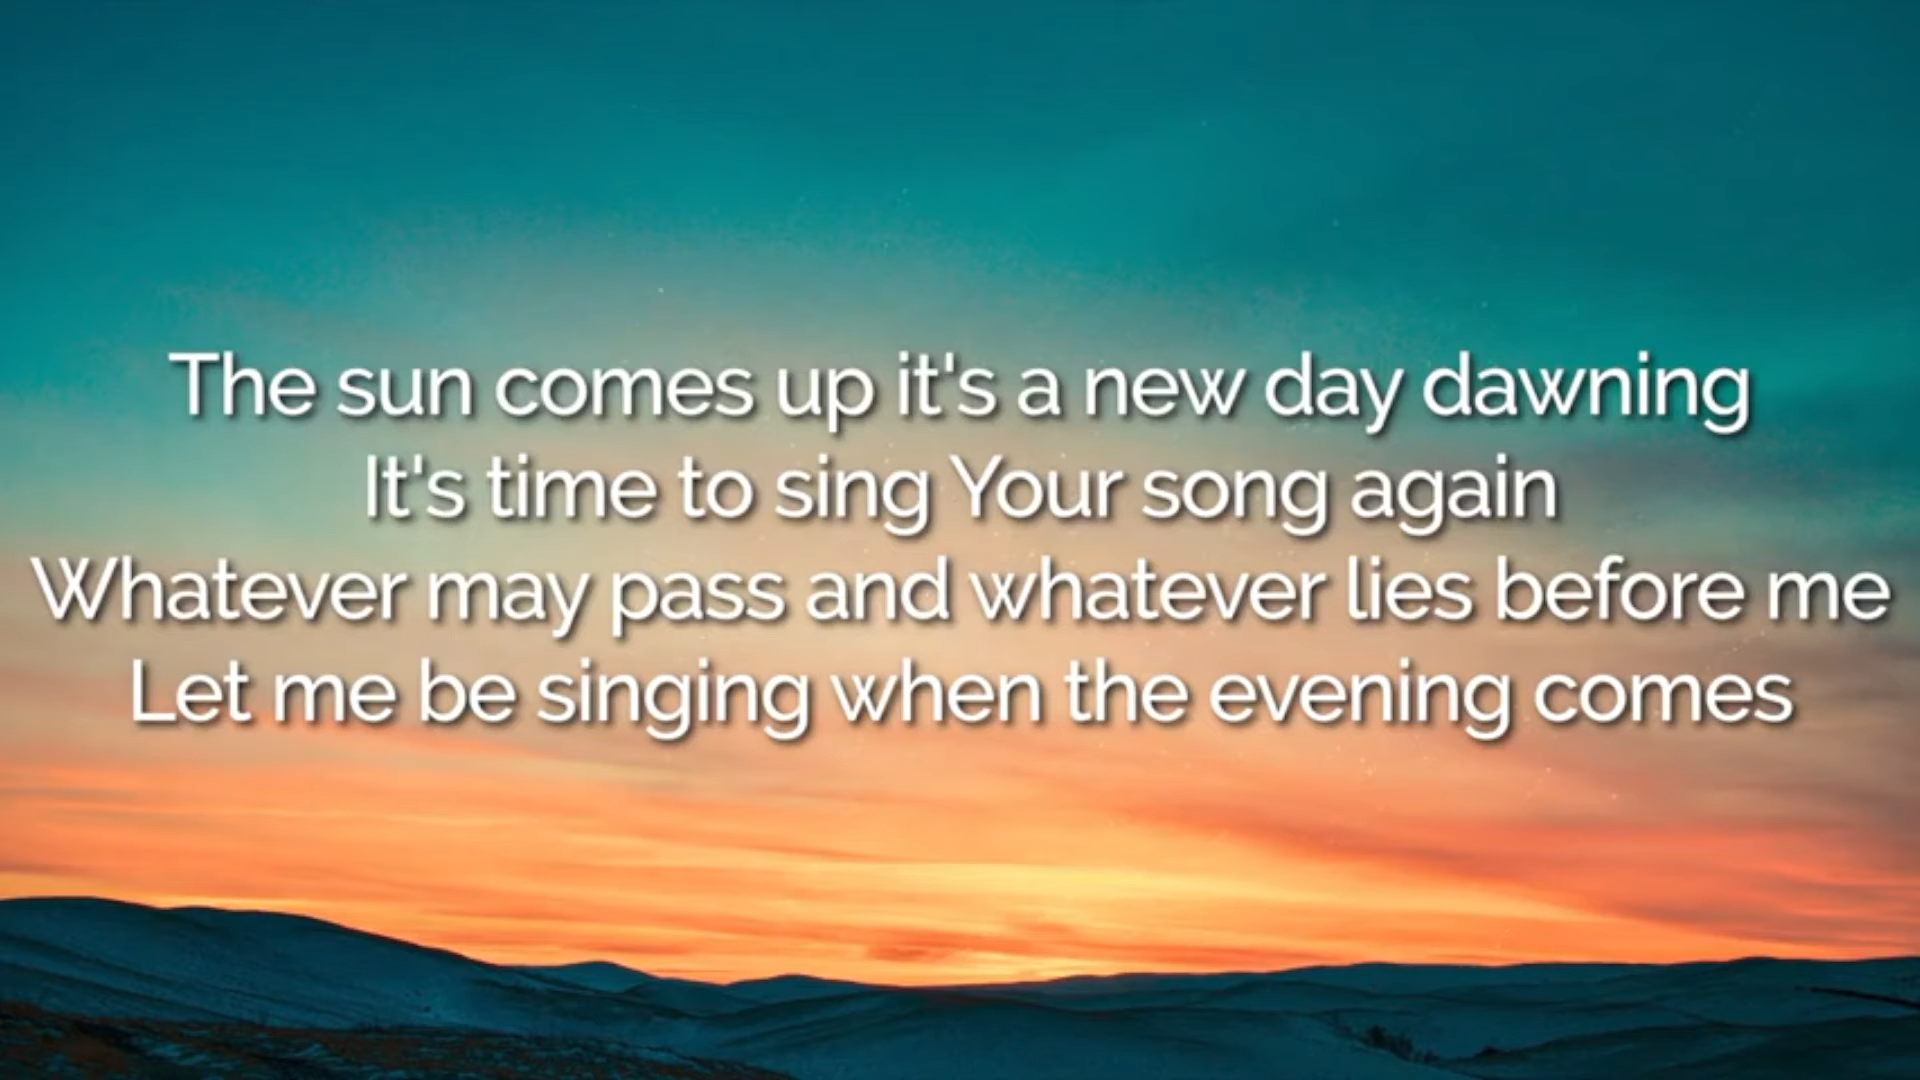 The sun comes up it's a new day dawning
It's time to sing Your song again
Whatever may pass and whatever lies before me
Let me be singing when the evening comes